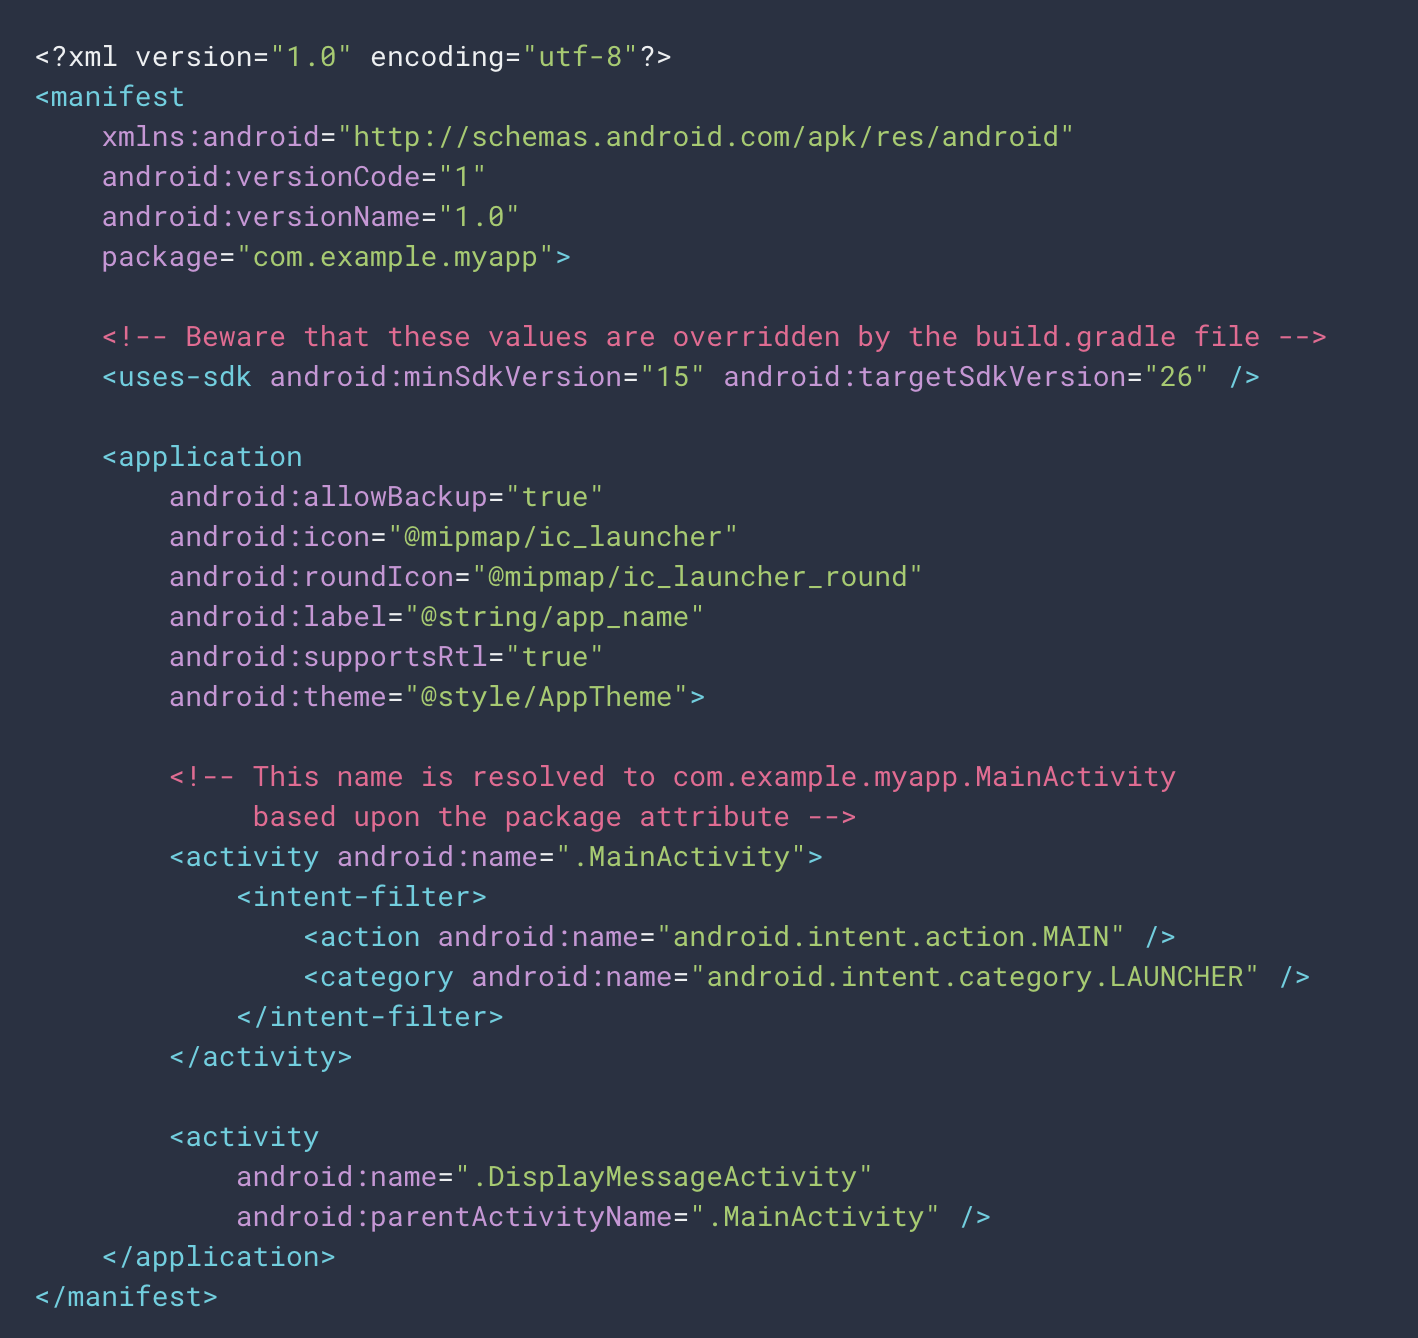 <?xml version="1.0" encoding="utf-8"?>
<manifest
    xmlns:android="http://schemas.android.com/apk/res/android"
    android:versionCode="1"
    android:versionName="1.0"
    package="com.example.myapp">

    <!-- Beware that these values are overridden by the build.gradle file -->
    <uses-sdk android:minSdkVersion="15" android:targetSdkVersion="26" />

    <application
        android:allowBackup="true"
        android:icon="@mipmap/ic_launcher"
        android:roundIcon="@mipmap/ic_launcher_round"
        android:label="@string/app_name"
        android:supportsRtl="true"
        android:theme="@style/AppTheme">

        <!-- This name is resolved to com.example.myapp.MainActivity
             based upon the package attribute -->
        <activity android:name=".MainActivity">
            <intent-filter>
                <action android:name="android.intent.action.MAIN" />
                <category android:name="android.intent.category.LAUNCHER" />
            </intent-filter>
        </activity>

        <activity
            android:name=".DisplayMessageActivity"
            android:parentActivityName=".MainActivity" />
    </application>
</manifest>